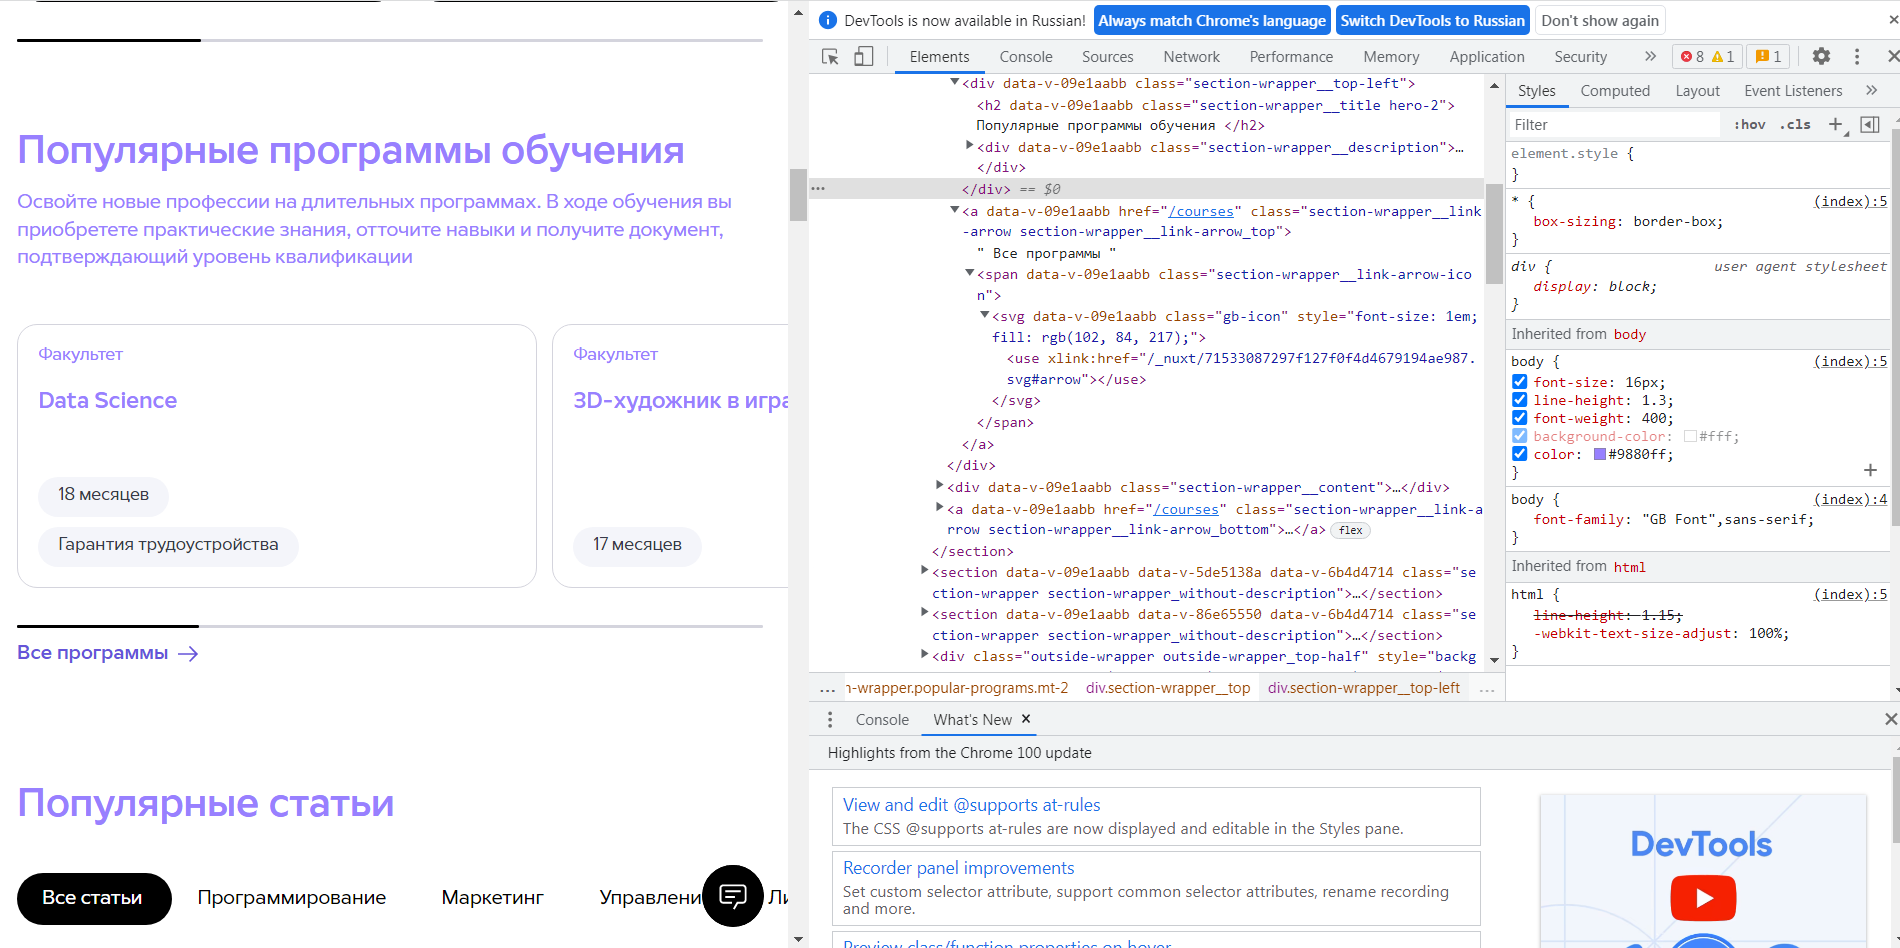 Популярные программы обучения
Освойте новые профессии на длительных программах. В ходе обучения вы
приобретете практические знания, отточите навыки и получите документ,
подтверждающий уровень квалификации
Факультет
Data Science
18 месяцев
Гарантия трудоустройства
Факультет
3D-художник в игра
17 месяцев
Все программы →
Популярные статьи
Все статьи
Программирование
Маркетинг
Управлени
Ли
DevTools is now available in Russian!
Always match Chrome's language
Switch DevTools to Russian
Don't show again
Elements
Console
Sources
Network
Performance
Memory
Application
Security
»
8
1
1
<div data-v-09e1aabb class="section-wrapper__top-left">
<h2 data-v-09e1aabb class="section-wrapper__title hero-2">
Популярные программы обучения </h2>
<div data-v-09e1aabb class="section-wrapper__description">…
</div>
</div> == $0
<a data-v-09e1aabb href="/courses" class="section-wrapper__link
-arrow section-wrapper__link-arrow_top">
" Все программы "
<span data-v-09e1aabb class="section-wrapper__link-arrow-ico
n">
<svg data-v-09e1aabb class="gb-icon" style="font-size: 1em;
fill: rgb(102, 84, 217);">
<use xlink:href="/_nuxt/71533087297f127f0f4d4679194ae987.
svg#arrow"></use>
</svg>
</span>
</a>
</div>
<div data-v-09e1aabb class="section-wrapper__content">…</div>
<a data-v-09e1aabb href="/courses" class="section-wrapper__link-a
rrow section-wrapper__link-arrow_bottom">…</a> flex
</section>
<section data-v-09e1aabb data-v-5de5138a data-v-6b4d4714 class="se
ction-wrapper section-wrapper_without-description">…</section>
<section data-v-09e1aabb data-v-86e65550 data-v-6b4d4714 class="se
ction-wrapper section-wrapper_without-description">…</section>
<div class="outside-wrapper outside-wrapper_top-half" style="backg
… n-wrapper.popular-programs.mt-2 div.section-wrapper__top div.section-wrapper__top-left …
Styles
Computed
Layout
Event Listeners
»
Filter
:hov .cls +
element.style {
}
* { (index):5
box-sizing: border-box;
}
div { user agent stylesheet
display: block;
}
Inherited from body
body { (index):5
font-size: 16px;
line-height: 1.3;
font-weight: 400;
background-color: #fff;
color: #9880ff;
}
body { (index):4
font-family: "GB Font",sans-serif;
}
Inherited from html
html { (index):5
line-height: 1.15;
-webkit-text-size-adjust: 100%;
}
Console
What's New ×
Highlights from the Chrome 100 update
View and edit @supports at-rules
The CSS @supports at-rules are now displayed and editable in the Styles pane.
Recorder panel improvements
Set custom selector attribute, support common selector attributes, rename recording
and more.
Preview class/function properties on hover
DevTools